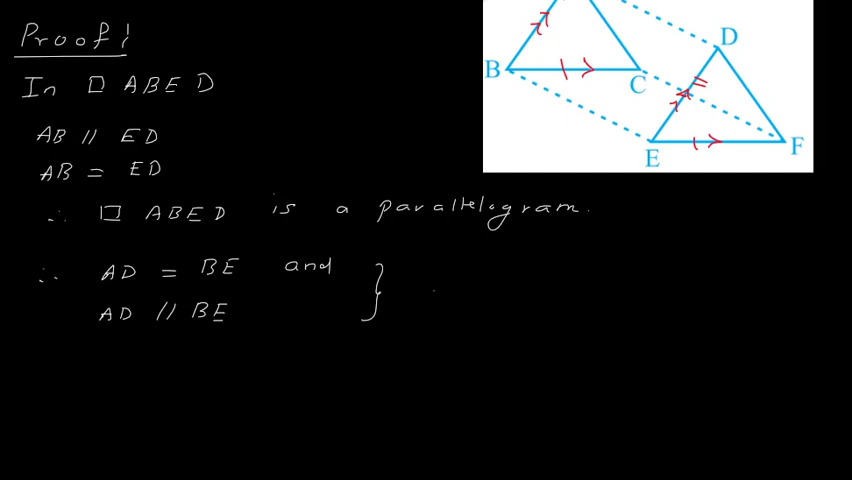 Proof!
In □ ABED
AB // ED
AB = ED
∴ □ ABED is a parallelogram.
∴ AD = BE and
AD // BE }
D
B
C
E
F